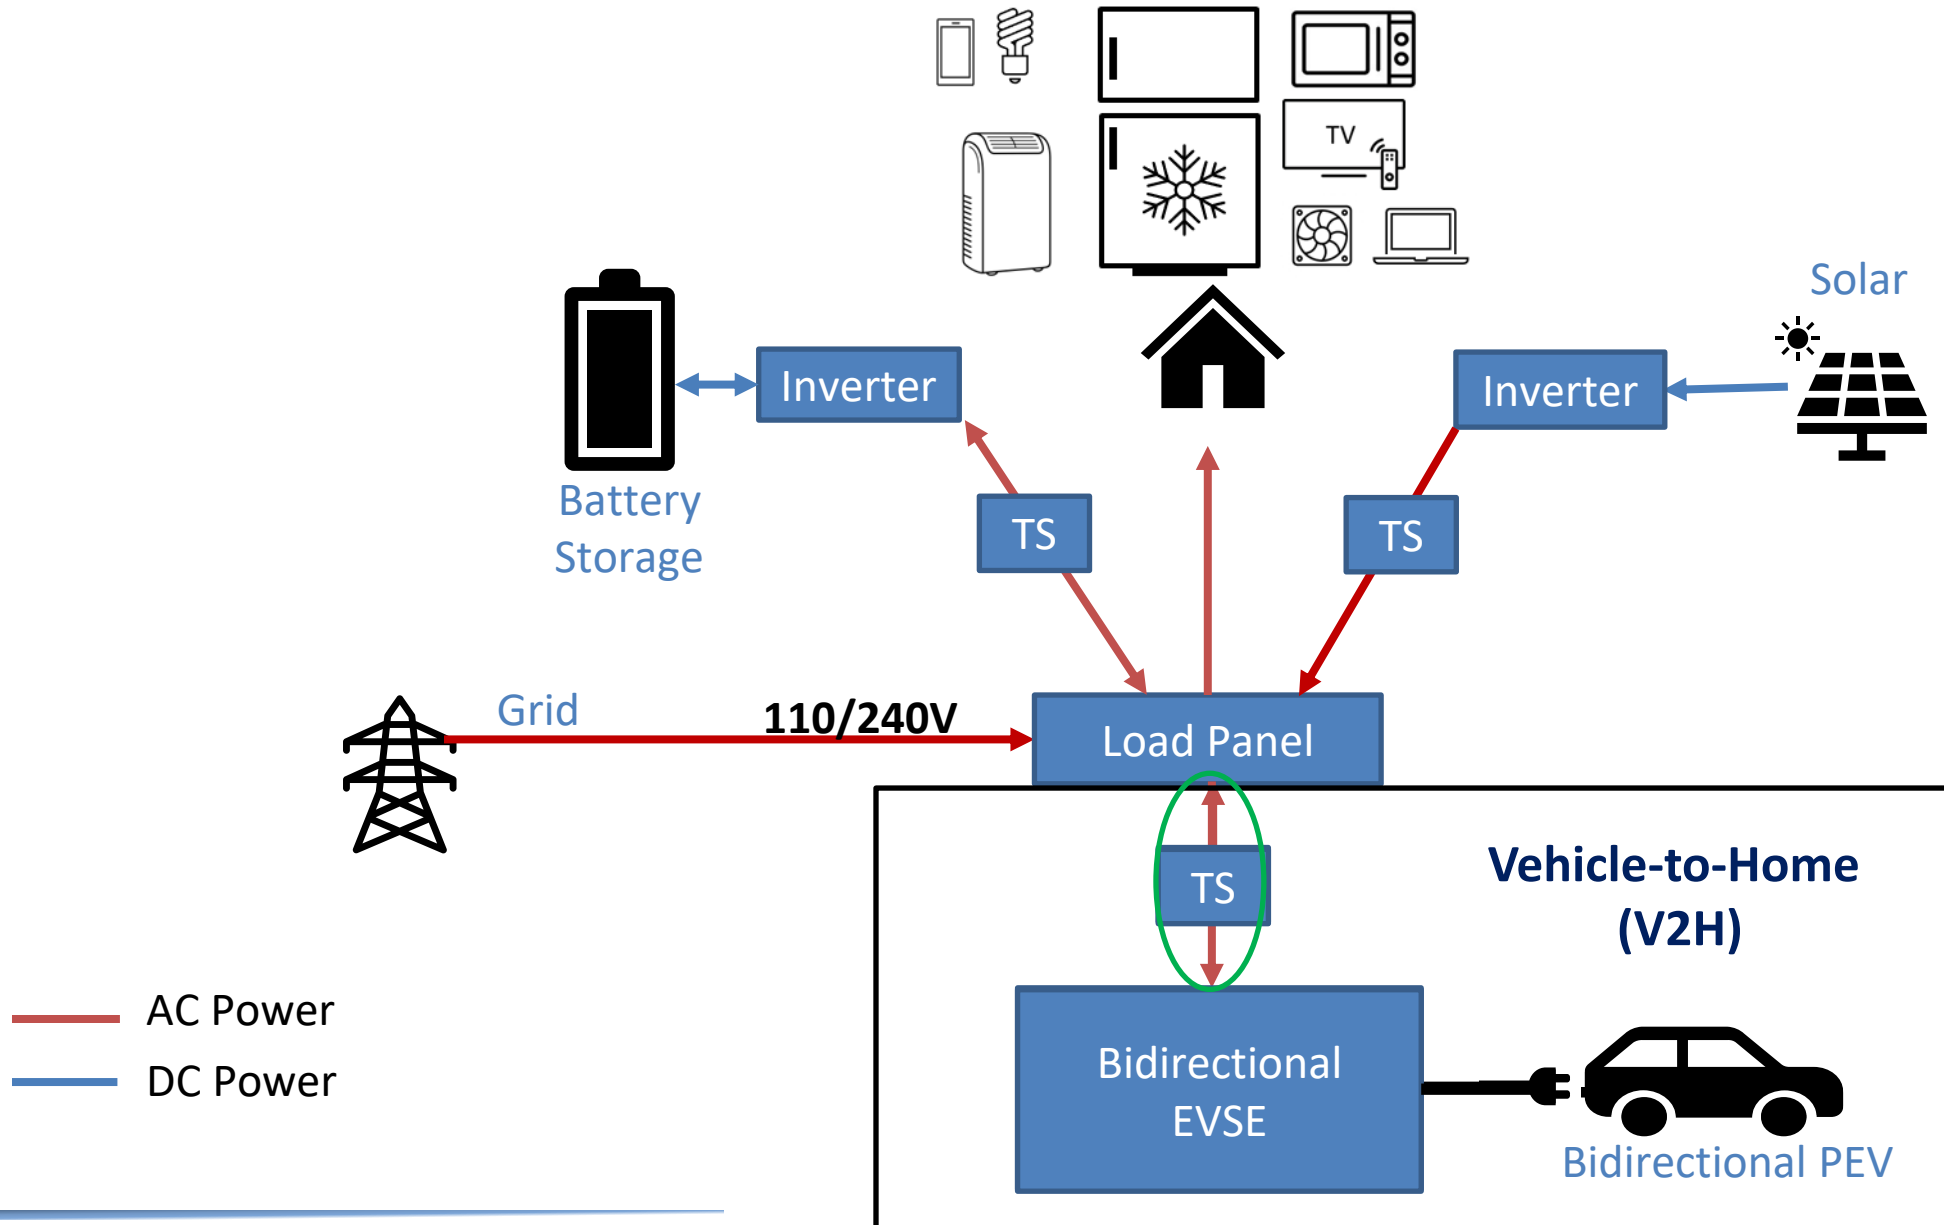 TV
Solar
Inverter
Inverter
Battery
Storage
TS
TS
Grid
110/240V
Load Panel
TS
Vehicle-to-Home
(V2H)
AC Power
DC Power
Bidirectional
EVSE
Bidirectional PEV